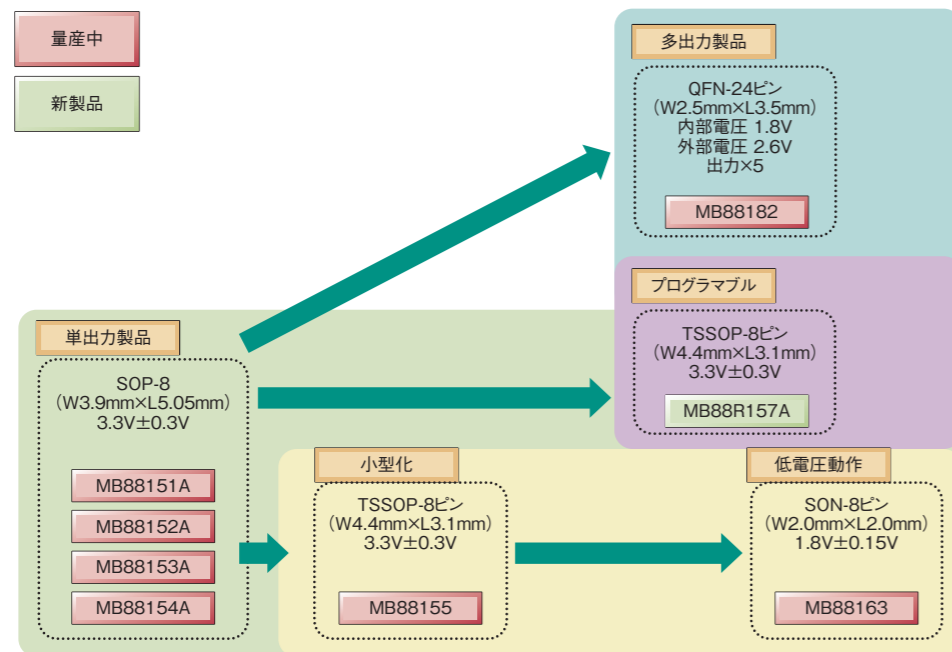 量産中
新製品
多出力製品
QFN-24ピン
(W2.5mm×L3.5mm)
内部電圧 1.8V
外部電圧 2.6V
出力×5
MB88182
プログラマブル
TSSOP-8ピン
(W4.4mm×L3.1mm)
3.3V±0.3V
MB88R157A
単出力製品
SOP-8
(W3.9mm×L5.05mm)
3.3V±0.3V
MB88151A
MB88152A
MB88153A
MB88154A
小型化
TSSOP-8ピン
(W4.4mm×L3.1mm)
3.3V±0.3V
MB88155
低電圧動作
SON-8ピン
(W2.0mm×L2.0mm)
1.8V±0.15V
MB88163